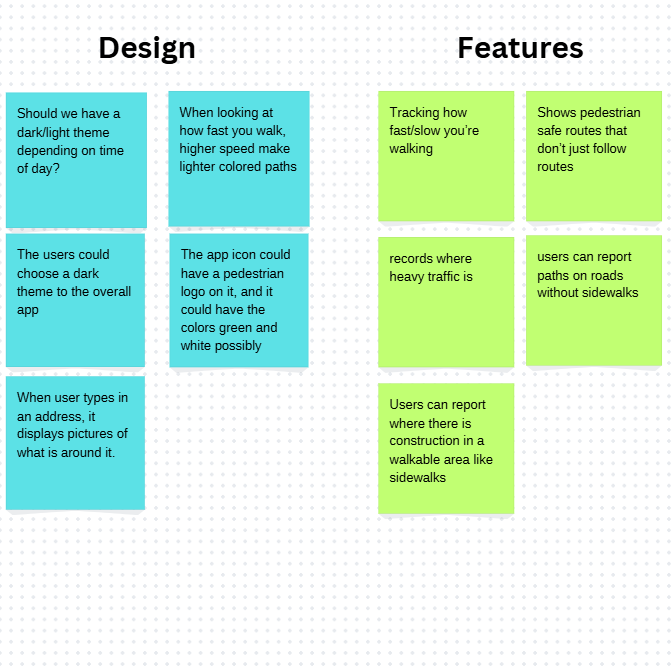 Design
Should we have a
dark/light theme
depending on time
of day?
When looking at
how fast you walk,
higher speed make
lighter colored paths
The users could
choose a dark
theme to the overall
app
The app icon could
have a pedestrian
logo on it, and it
could have the
colors green and
white possibly
When user types in
an address, it
displays pictures of
what is around it.
Features
Tracking how
fast/slow you’re
walking
Shows pedestrian
safe routes that
don’t just follow
routes
records where
heavy traffic is
users can report
paths on roads
without sidewalks
Users can report
where there is
construction in a
walkable area like
sidewalks